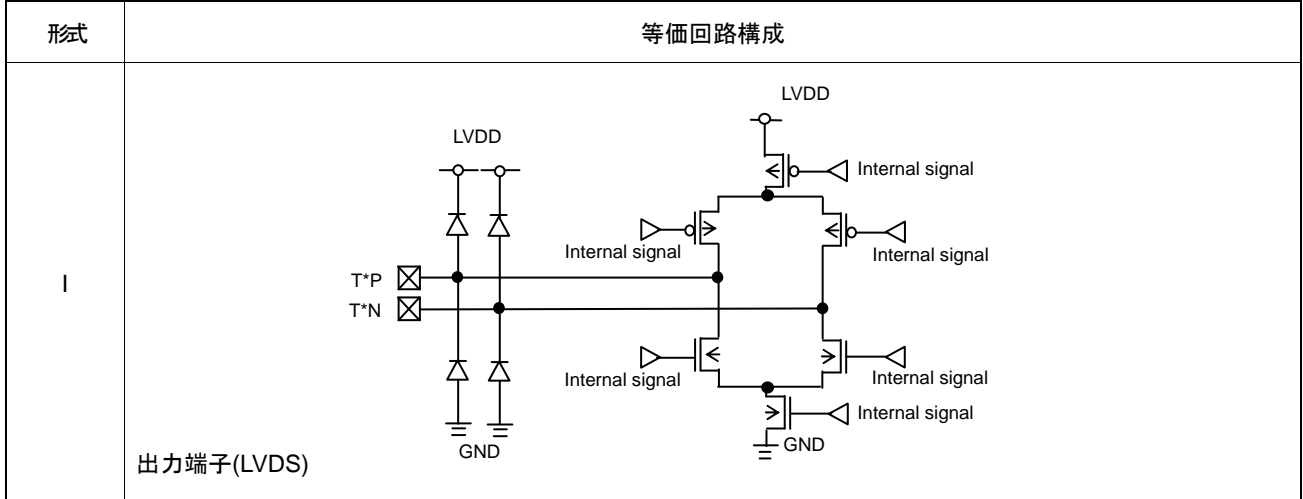 形式
等価回路構成
I
LVDD
LVDD
Internal signal
Internal signal
Internal signal
T*P
T*N
Internal signal
Internal signal
Internal signal
GND
GND
出力端子(LVDS)